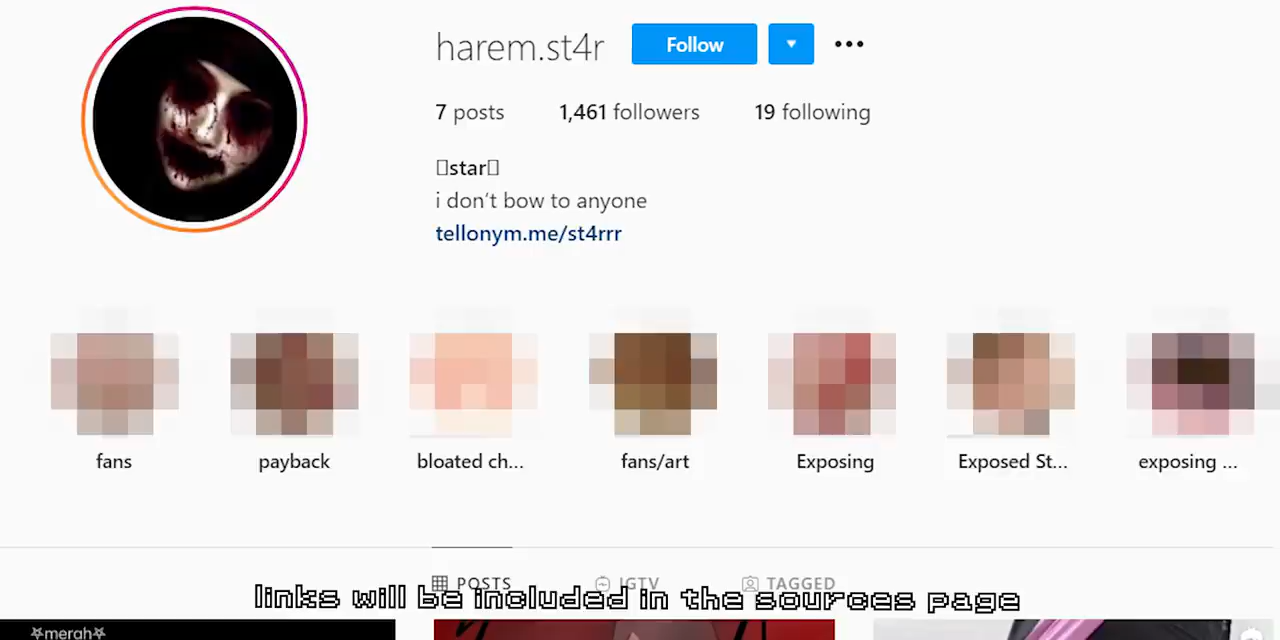 harem.st4r Follow
7 posts 1,461 followers 19 following
▯star▯
i don't bow to anyone
tellonym.me/st4rrr
fans payback bloated ch... fans/art Exposing Exposed St... exposing ...
POSTS IGTV TAGGED
links will be included in the sources page
⛧merah⛧